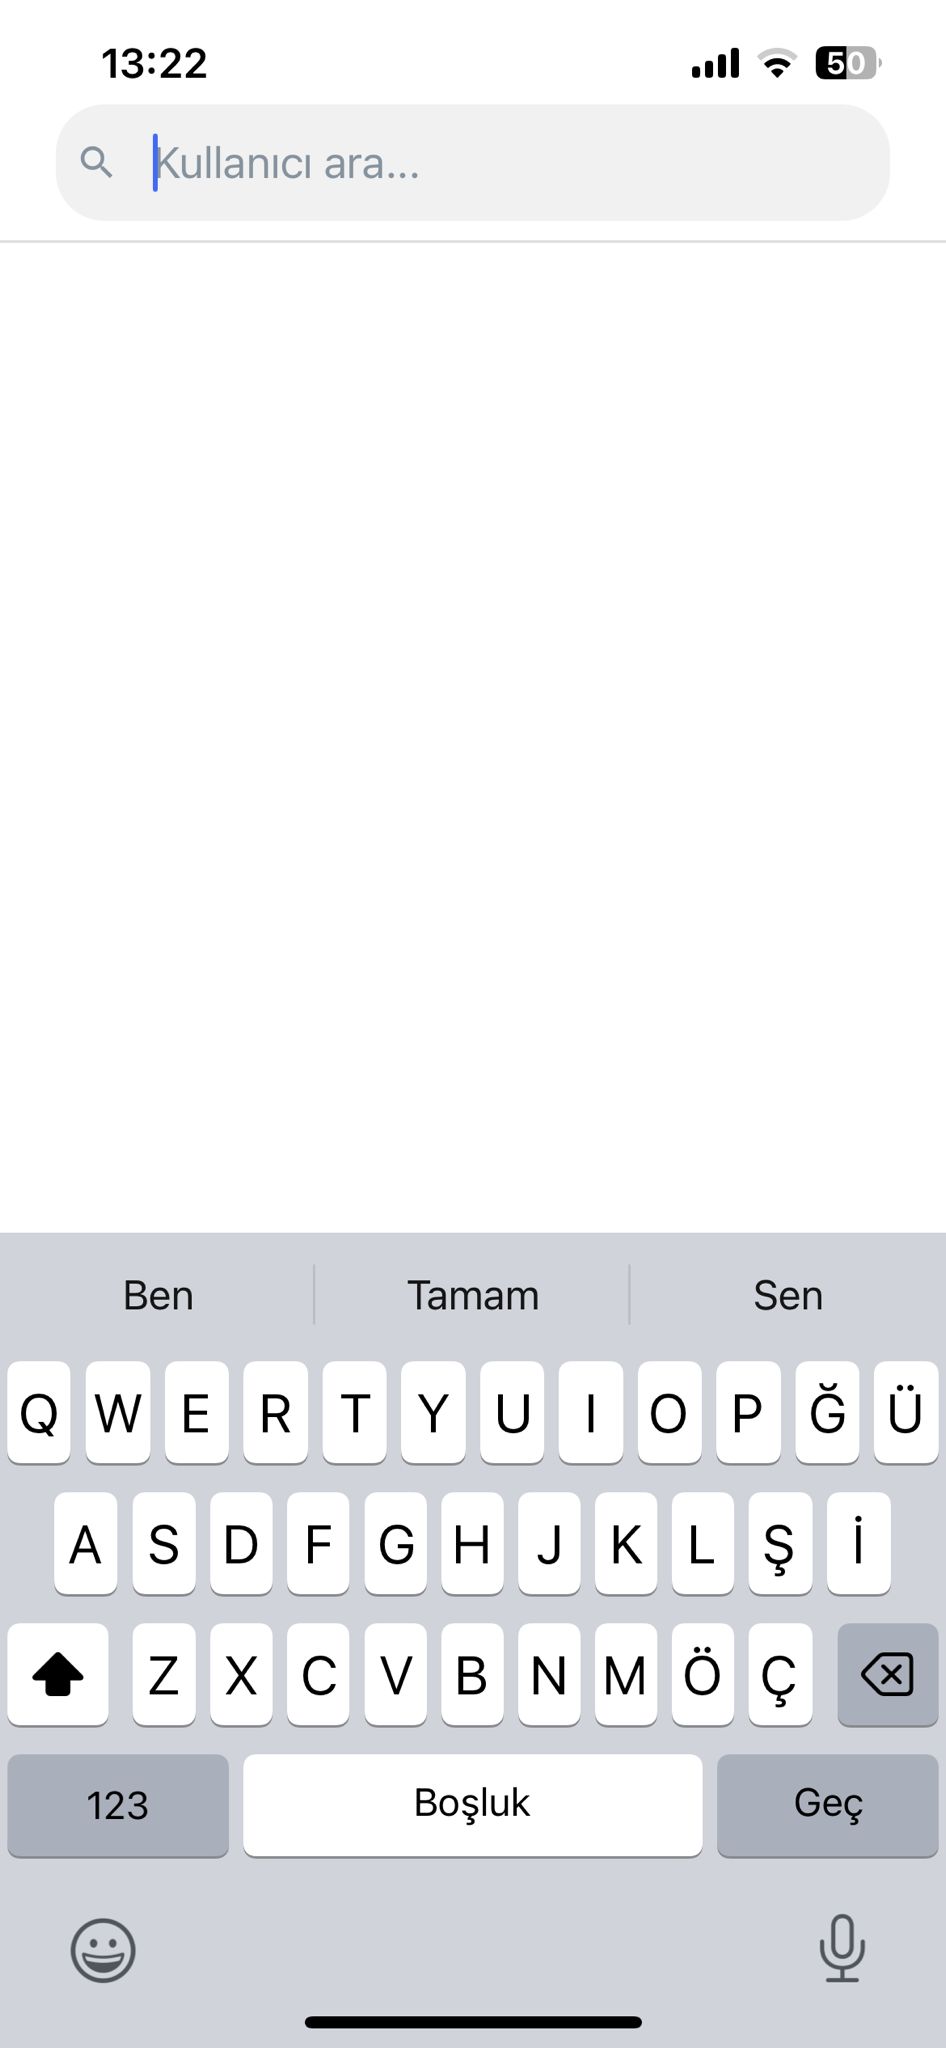 13:22
50
Kullanıcı ara...
Ben Tamam Sen
Q W E R T Y U I O P Ğ Ü
A S D F G H J K L Ş İ
Z X C V B N M Ö Ç
123 Boşluk Geç